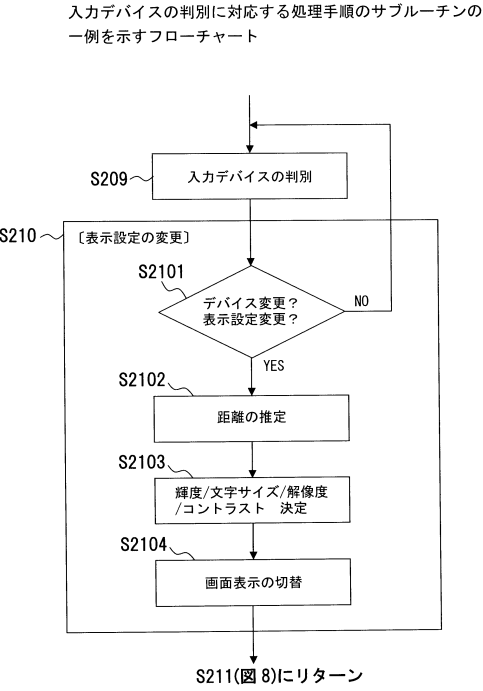 入力デバイスの判別に対応する処理手順のサブルーチンの
一例を示すフローチャート
S209
入力デバイスの判別
S210
〔表示設定の変更〕
S2101
デバイス変更?
表示設定変更?
NO
YES
S2102
距離の推定
S2103
輝度/文字サイズ/解像度
/コントラスト 決定
S2104
画面表示の切替
S211(図8)にリターン